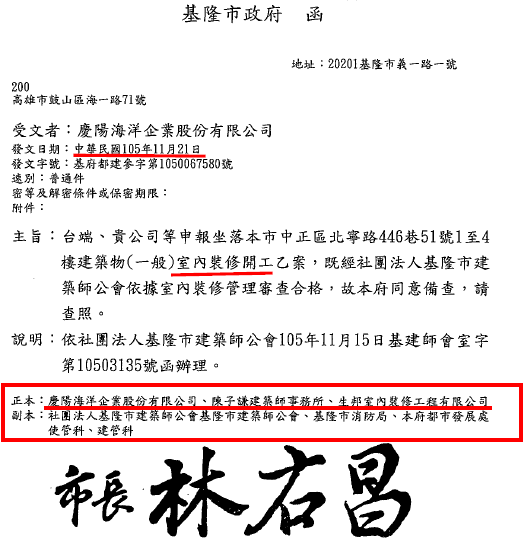 基隆市政府 函
地址：20201基隆市義一路一號
200
高雄市鼓山區海一路71號
受文者：慶陽海洋企業股份有限公司
發文日期：中華民國105年11月21日
發文字號：基府都建參字第1050067580號
速別：普通件
密等及解密條件或保密期限：
附件：
主旨：台端、貴公司等申報坐落本市中正區北寧路446巷51號1至4
樓建築物(一般)室內裝修開工乙案，既經社團法人基隆市建
築師公會依據室內裝修管理審查合格，故本府同意備查，請
查照。
說明：依社團法人基隆市建築師公會105年11月15日基建師會室字
第10503135號函辦理。
正本：慶陽海洋企業股份有限公司、陳子謙建築師事務所、生邦室內裝修工程有限公司
副本：社團法人基隆市建築師公會基隆市建築師公會、基隆市消防局、本府都市發展處
使管科、建管科
市長 林右昌